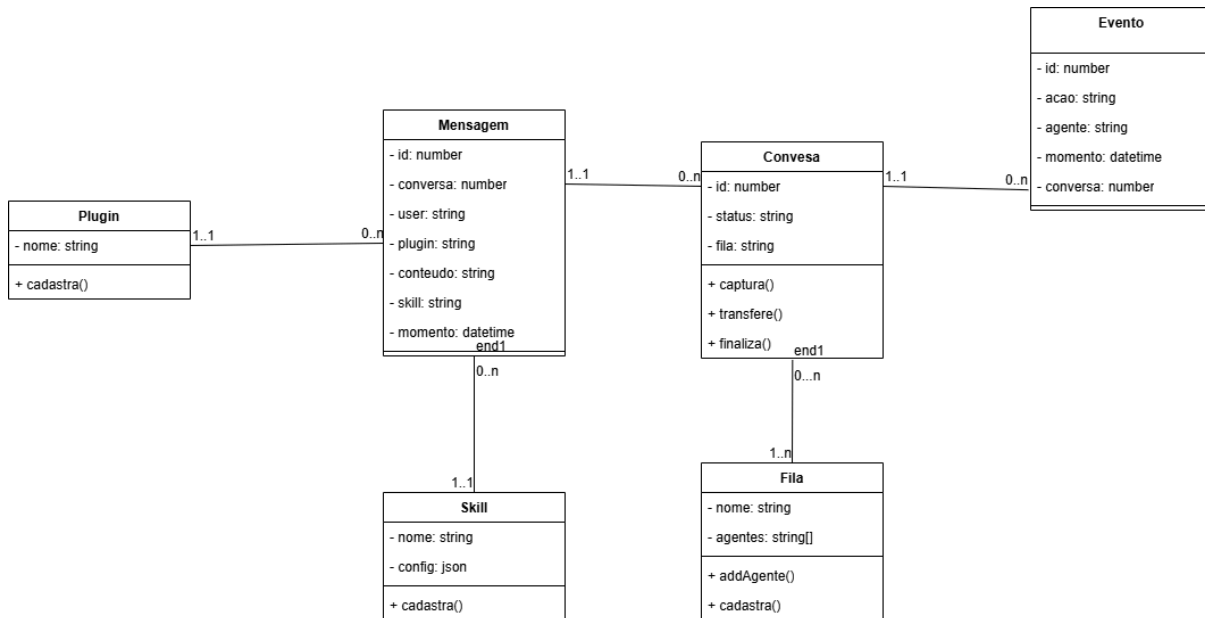 Evento
- id: number
- acao: string
- agente: string
- momento: datetime
- conversa: number
Mensagem
- id: number
- conversa: number
- user: string
- plugin: string
- conteudo: string
- skill: string
- momento: datetime
end1
0..n
1..1
0..n
Convesa
- id: number
- status: string
- fila: string
+ captura()
+ transfere()
+ finaliza()
end1
0...n
1..1
0..n
Plugin
- nome: string
+ cadastra()
1..1
0..n
1..1
Skill
- nome: string
- config: json
+ cadastra()
1..n
Fila
- nome: string
- agentes: string[]
+ addAgente()
+ cadastra()